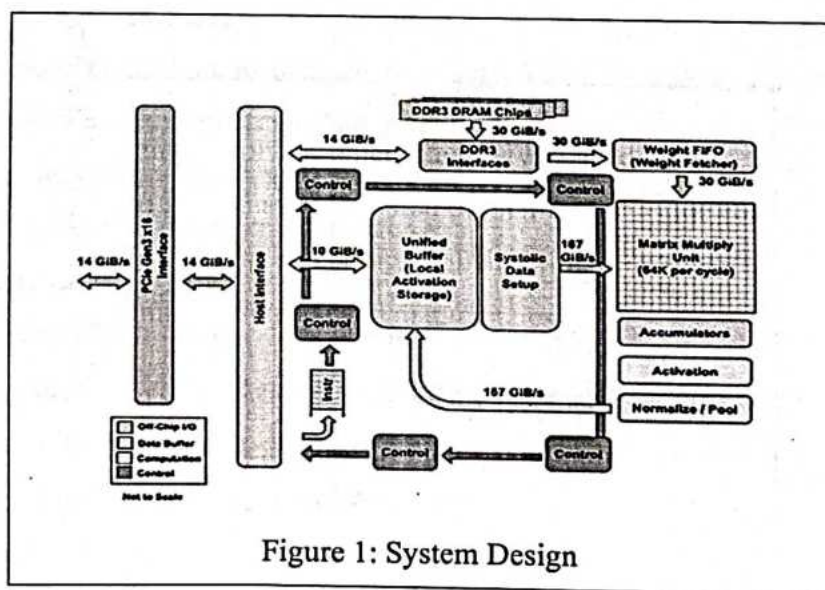 DDR3 DRAM Chips
30 GiB/s
14 GiB/s
DDR3
Interfaces
30 GiB/s
Weight FIFO
(Weight Fetcher)
30 GiB/s
Control
Control
Matrix Multiply
Unit
(64K per cycle)
14 GiB/s
PCIe Gen3 x16
Interface
14 GiB/s
Host Interface
10 GiB/s
Unified
Buffer
(Local
Activation
Storage)
Systolic
Data
Setup
167
GiB/s
Control
Accumulators
Activation
Instr
167 GiB/s
Normalize / Pool
Off-Chip I/O
Data Buffer
Computation
Control
Not to Scale
Control
Control
Figure 1: System Design